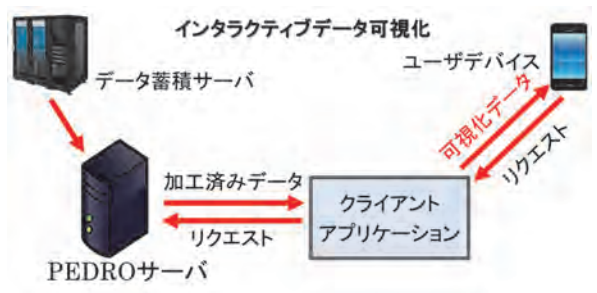 インタラクティブデータ可視化
データ蓄積サーバ
ユーザデバイス
可視化データ
リクエスト
加工済みデータ
リクエスト
クライアント
アプリケーション
PEDROサーバ